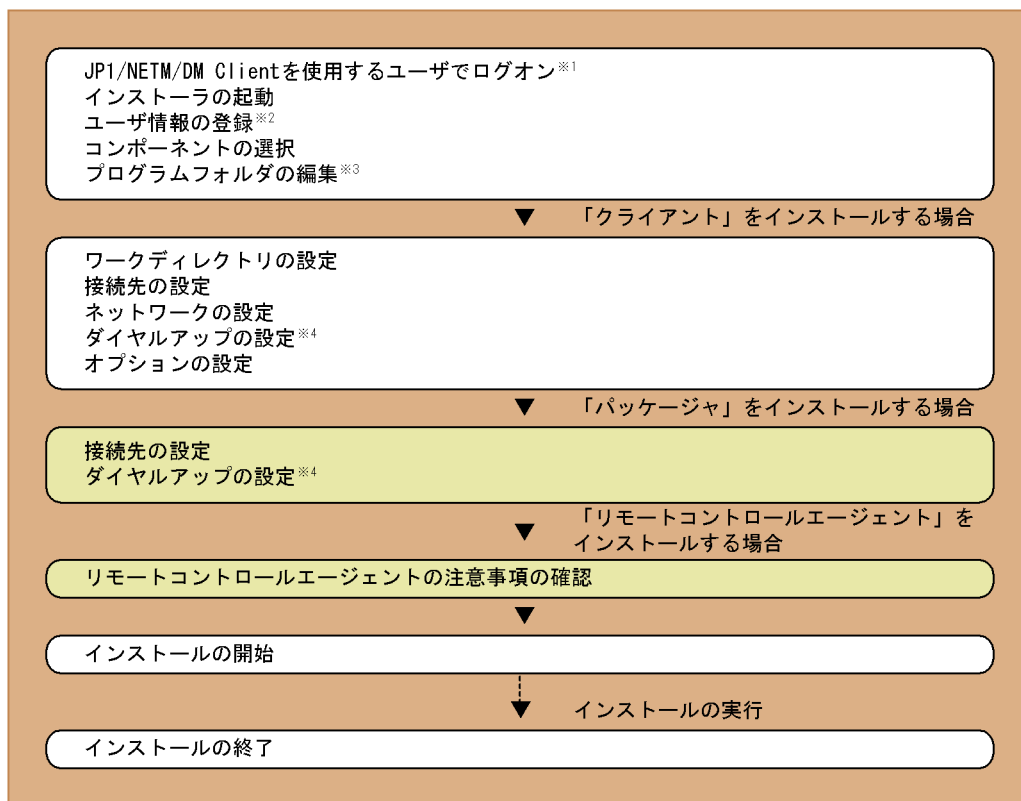 JP1/NETM/DM Clientを使用するユーザでログオン※1
インストーラの起動
ユーザ情報の登録※2
コンポーネントの選択
プログラムフォルダの編集※3
▼ 「クライアント」をインストールする場合
ワークディレクトリの設定
接続先の設定
ネットワークの設定
ダイヤルアップの設定※4
オプションの設定
▼ 「パッケージャ」をインストールする場合
接続先の設定
ダイヤルアップの設定※4
▼ 「リモートコントロールエージェント」を
インストールする場合
リモートコントロールエージェントの注意事項の確認
▼
インストールの開始
▼ インストールの実行
インストールの終了